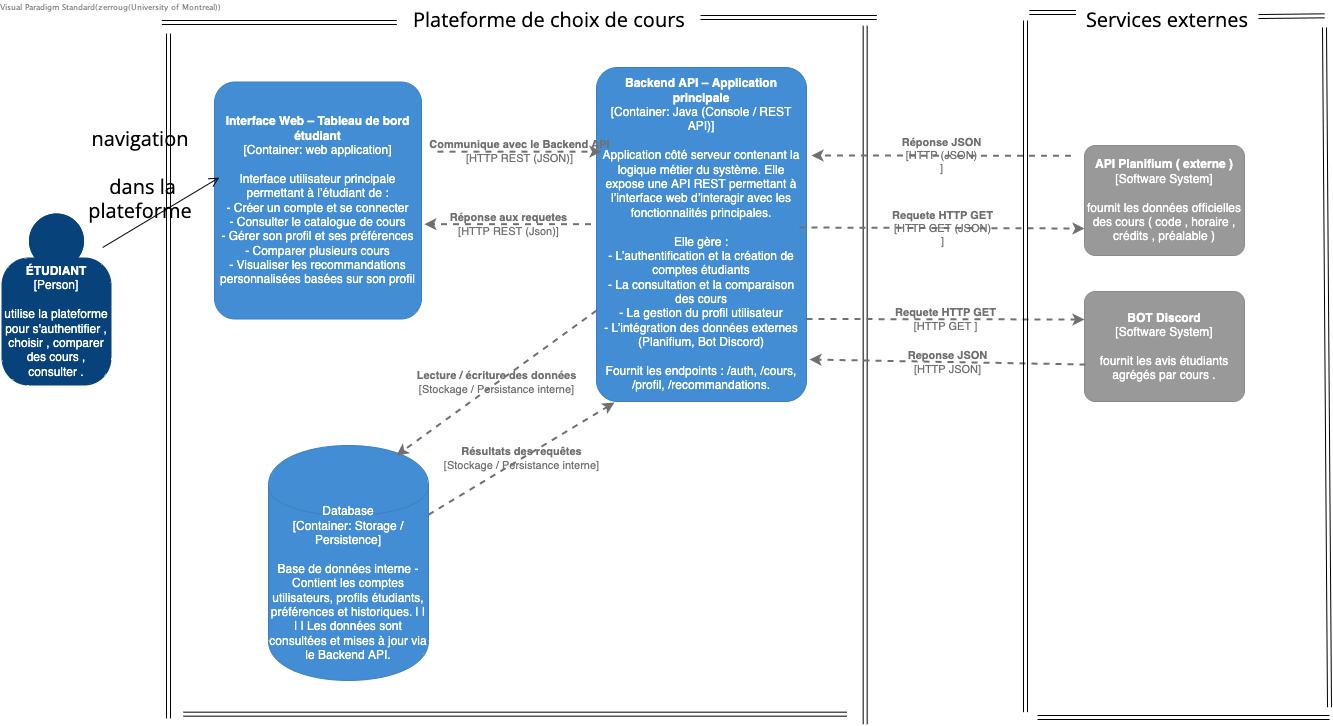 Visual Paradigm Standard(zerroug(University of Montreal))
Plateforme de choix de cours
Services externes
navigation
dans la
plateforme
ÉTUDIANT
[Person]
utilise la plateforme
pour s'authentifier ,
choisir , comparer
des cours ,
consulter .
Interface Web – Tableau de bord
étudiant
[Container: web application]
Interface utilisateur principale
permettant à l'étudiant de :
- Créer un compte et se connecter
- Consulter le catalogue de cours
- Gérer son profil et ses préférences
- Comparer plusieurs cours
- Visualiser les recommandations
personnalisées basées sur son profil
Communique avec le Backend API
[HTTP REST (JSON)]
Réponse aux requetes
[HTTP REST (Json)]
Backend API – Application
principale
[Container: Java (Console / REST
API)]
Application côté serveur contenant la
logique métier du système. Elle
expose une API REST permettant à
l'interface web d'interagir avec les
fonctionnalités principales.
Elle gère :
- L'authentification et la création de
comptes étudiants
- La consultation et la comparaison
des cours
- La gestion du profil utilisateur
- L'intégration des données externes
(Planifium, Bot Discord)
Fournit les endpoints : /auth, /cours,
/profil, /recommandations.
Réponse JSON
[HTTP (JSON)
]
Requete HTTP GET
[HTTP GET (JSON)
]
Requete HTTP GET
[HTTP GET ]
Reponse JSON
[HTTP JSON]
API Planifium ( externe )
[Software System]
fournit les données officielles
des cours ( code , horaire ,
crédits , préalable )
BOT Discord
[Software System]
fournit les avis étudiants
agrégés par cours .
Lecture / écriture des données
[Stockage / Persistance interne]
Résultats des requêtes
[Stockage / Persistance interne]
Database
[Container: Storage /
Persistence]
Base de données interne -
Contient les comptes
utilisateurs, profils étudiants,
préférences et historiques. I I
I I Les données sont
consultées et mises à jour via
le Backend API.